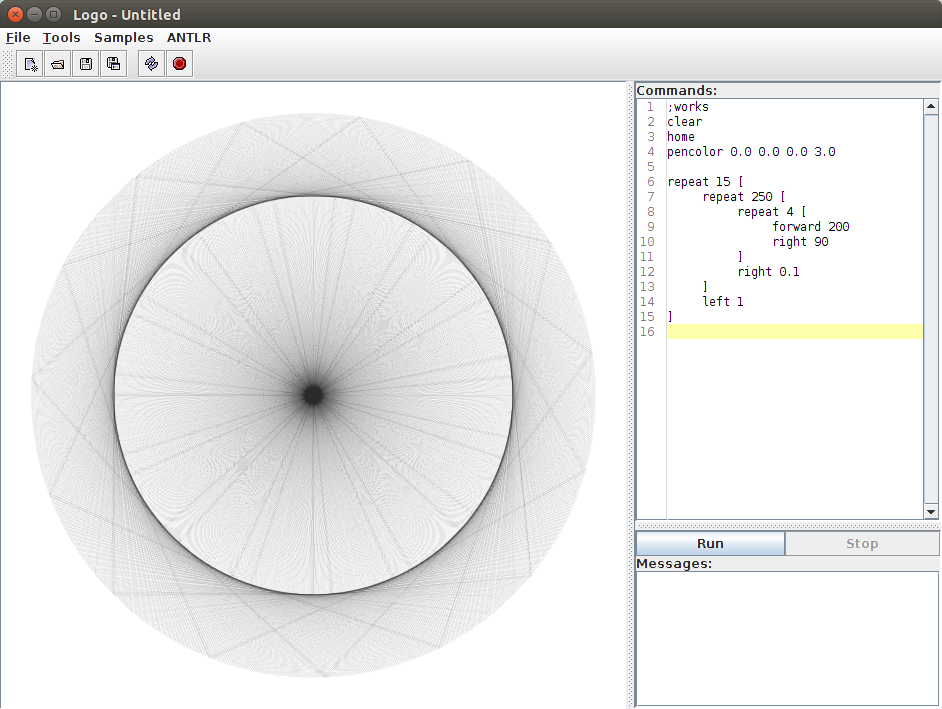 Logo - Untitled
File Tools Samples ANTLR
Commands:
1 ;works
2 clear
3 home
4 pencolor 0.0 0.0 0.0 3.0
5
6 repeat 15 [
7 repeat 250 [
8 repeat 4 [
9 forward 200
10 right 90
11 ]
12 right 0.1
13 ]
14 left 1
15 ]
16
Run Stop
Messages: